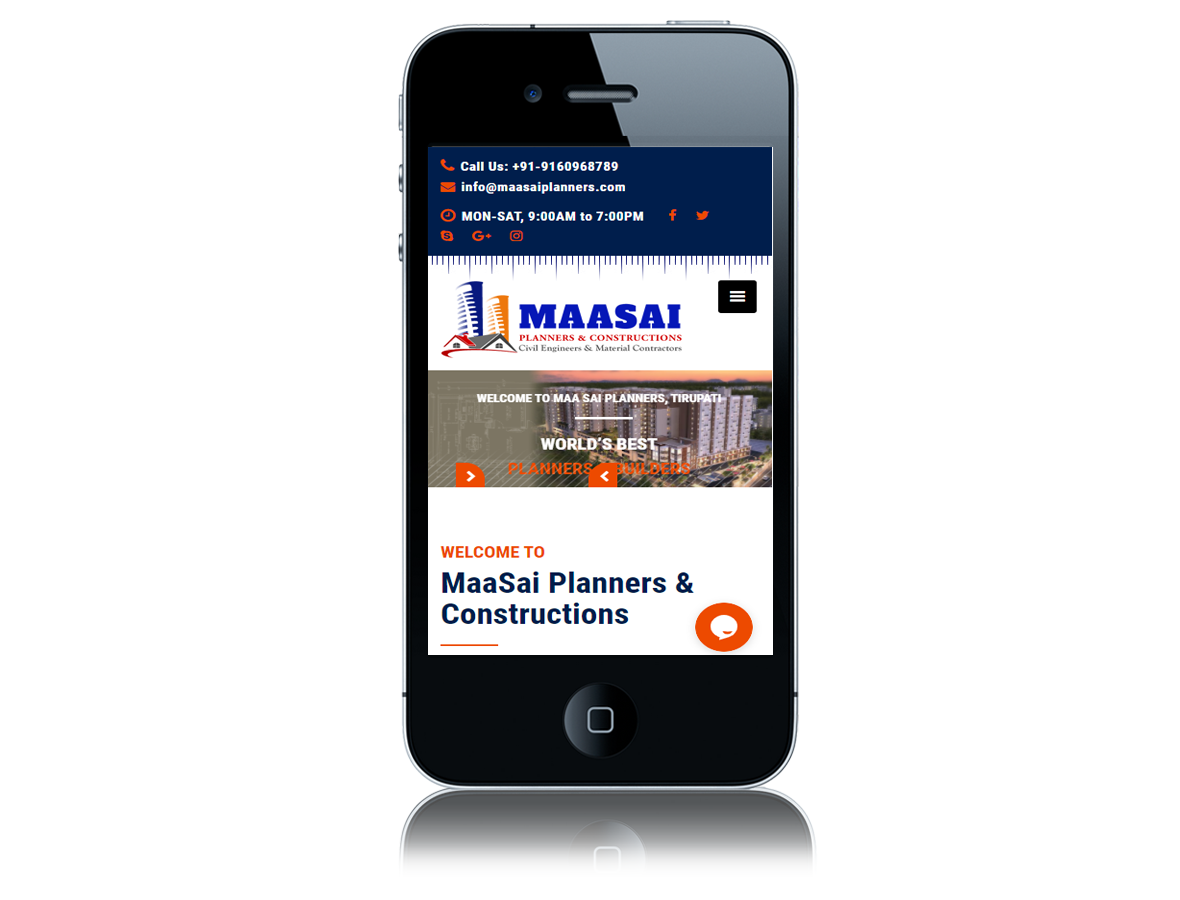 Call Us: +91-9160968789
info@maasaiplanners.com
MON-SAT, 9:00AM to 7:00PM
MAASAI
PLANNERS & CONSTRUCTIONS
Civil Engineers & Material Contractors
WELCOME TO MAA SAI PLANNERS, TIRUPATI
WORLD'S BEST
PLANNERS BUILDERS
WELCOME TO
MaaSai Planners &
Constructions